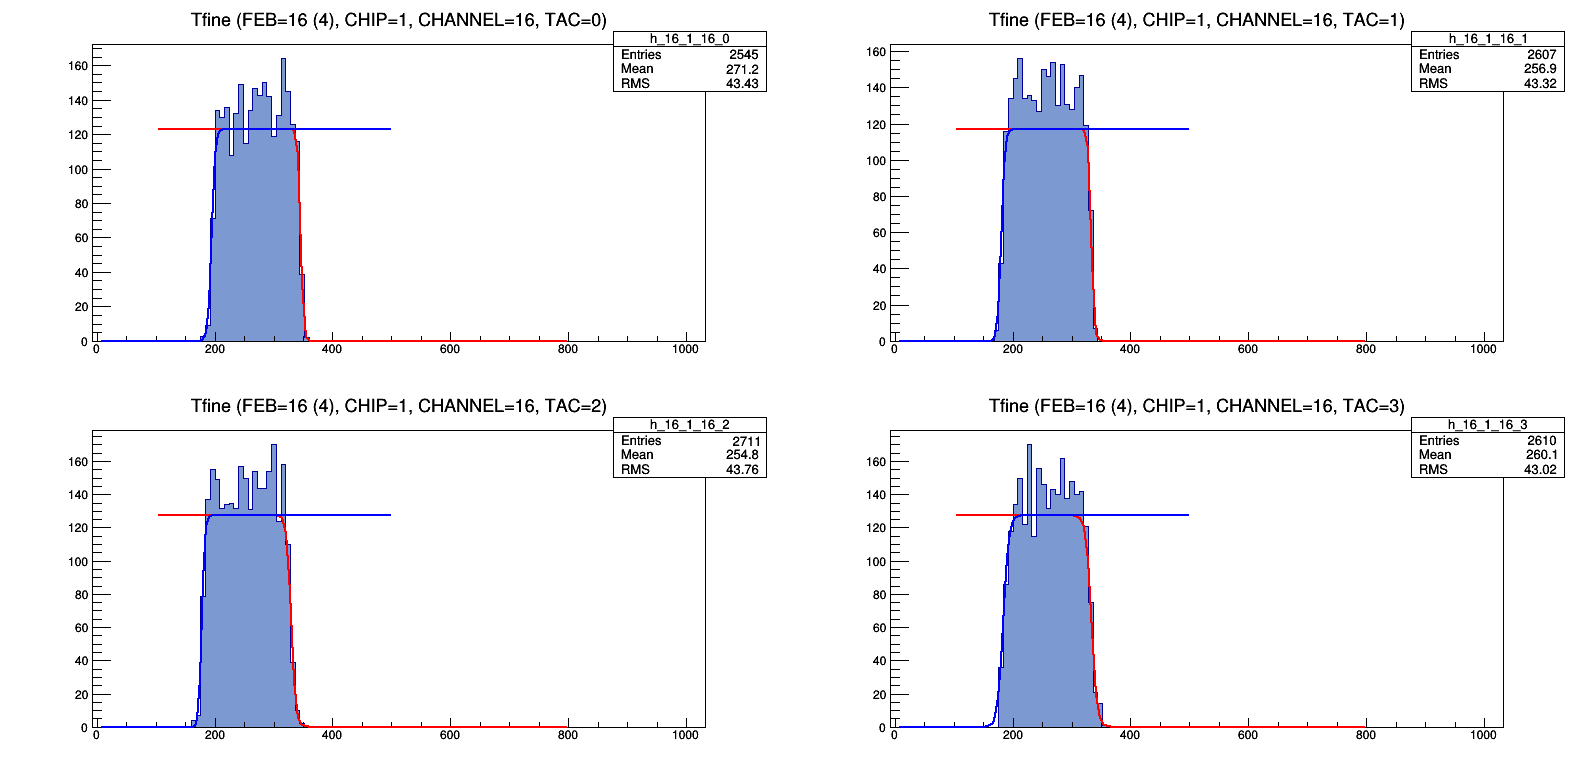 Tfine (FEB=16 (4), CHIP=1, CHANNEL=16, TAC=0)
h_16_1_16_0
Entries 2545
Mean 271.2
RMS 43.43
160
140
120
100
80
60
40
20
0
0 200 400 600 800 1000
Tfine (FEB=16 (4), CHIP=1, CHANNEL=16, TAC=1)
h_16_1_16_1
Entries 2607
Mean 256.9
RMS 43.32
160
140
120
100
80
60
40
20
0
0 200 400 600 800 1000
Tfine (FEB=16 (4), CHIP=1, CHANNEL=16, TAC=2)
h_16_1_16_2
Entries 2711
Mean 254.8
RMS 43.76
160
140
120
100
80
60
40
20
0
0 200 400 600 800 1000
Tfine (FEB=16 (4), CHIP=1, CHANNEL=16, TAC=3)
h_16_1_16_3
Entries 2610
Mean 260.1
RMS 43.02
160
140
120
100
80
60
40
20
0
0 200 400 600 800 1000